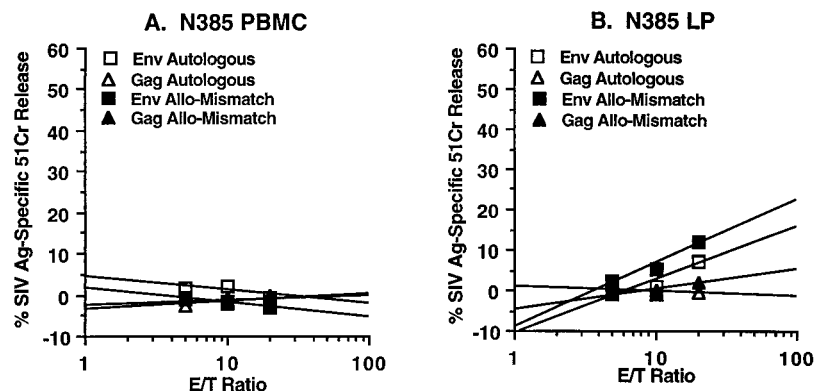 A. N385 PBMC
% SIV Ag-Specific 51Cr Release
60
50
40
30
20
10
0
-10
Env Autologous
Gag Autologous
Env Allo-Mismatch
Gag Allo-Mismatch
1
10
100
E/T Ratio
B. N385 LP
% SIV Ag-Specific 51Cr Release
60
50
40
30
20
10
0
-10
Env Autologous
Gag Autologous
Env Allo-Mismatch
Gag Allo-Mismatch
1
10
100
E/T Ratio